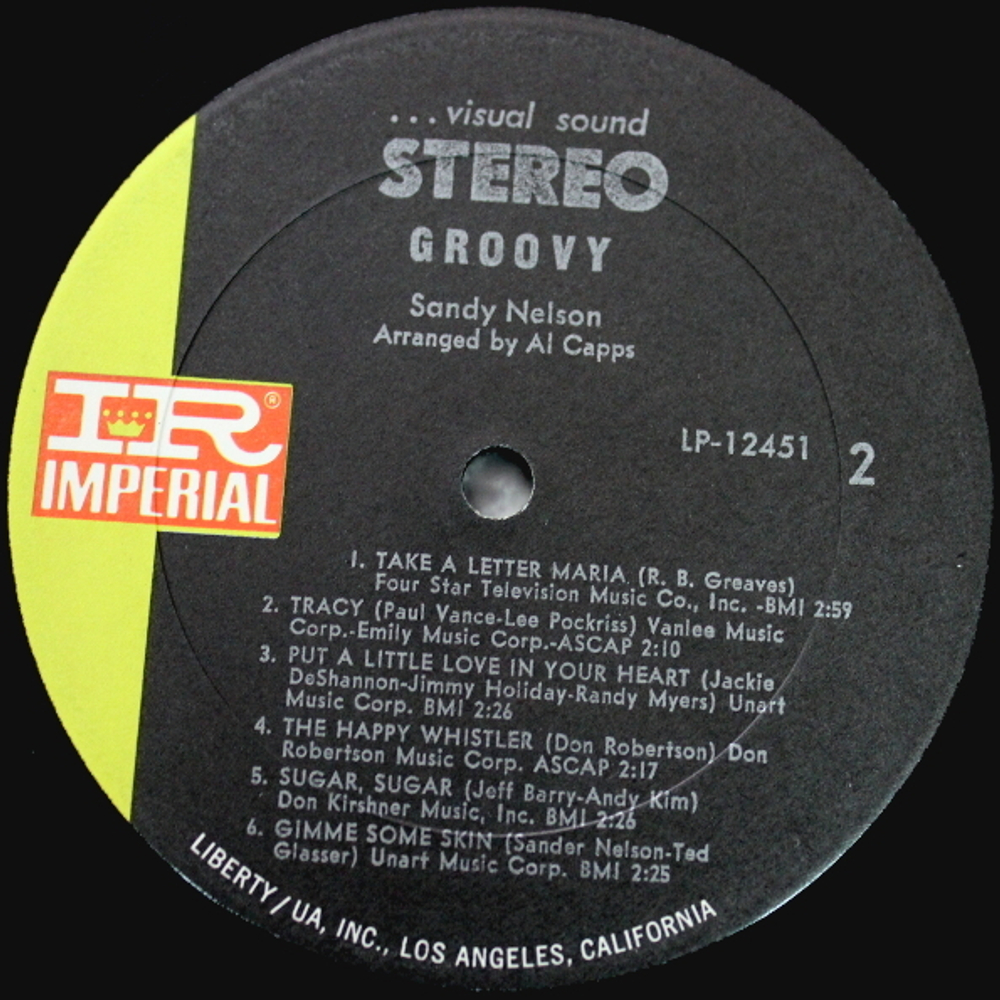 ...visual sound
STEREO
GROOVY
Sandy Nelson
Arranged by Al Capps
LP-12451 2
IR®
IMPERIAL
1. TAKE A LETTER MARIA (R. B. Greaves)
Four Star Television Music Co., Inc. -BMI 2:59
2. TRACY (Paul Vance-Lee Pockriss) Vanlee Music
Corp.-Emily Music Corp.-ASCAP 2:10
3. PUT A LITTLE LOVE IN YOUR HEART (Jackie
DeShannon-Jimmy Holiday-Randy Myers) Unart
Music Corp. BMI 2:26
4. THE HAPPY WHISTLER (Don Robertson) Don
Robertson Music Corp. ASCAP 2:17
5. SUGAR, SUGAR (Jeff Barry-Andy Kim)
Don Kirshner Music, Inc. BMI 2:26
6. GIMME SOME SKIN (Sander Nelson-Ted
Glasser) Unart Music Corp. BMI 2:25
LIBERTY/UA, INC., LOS ANGELES, CALIFORNIA